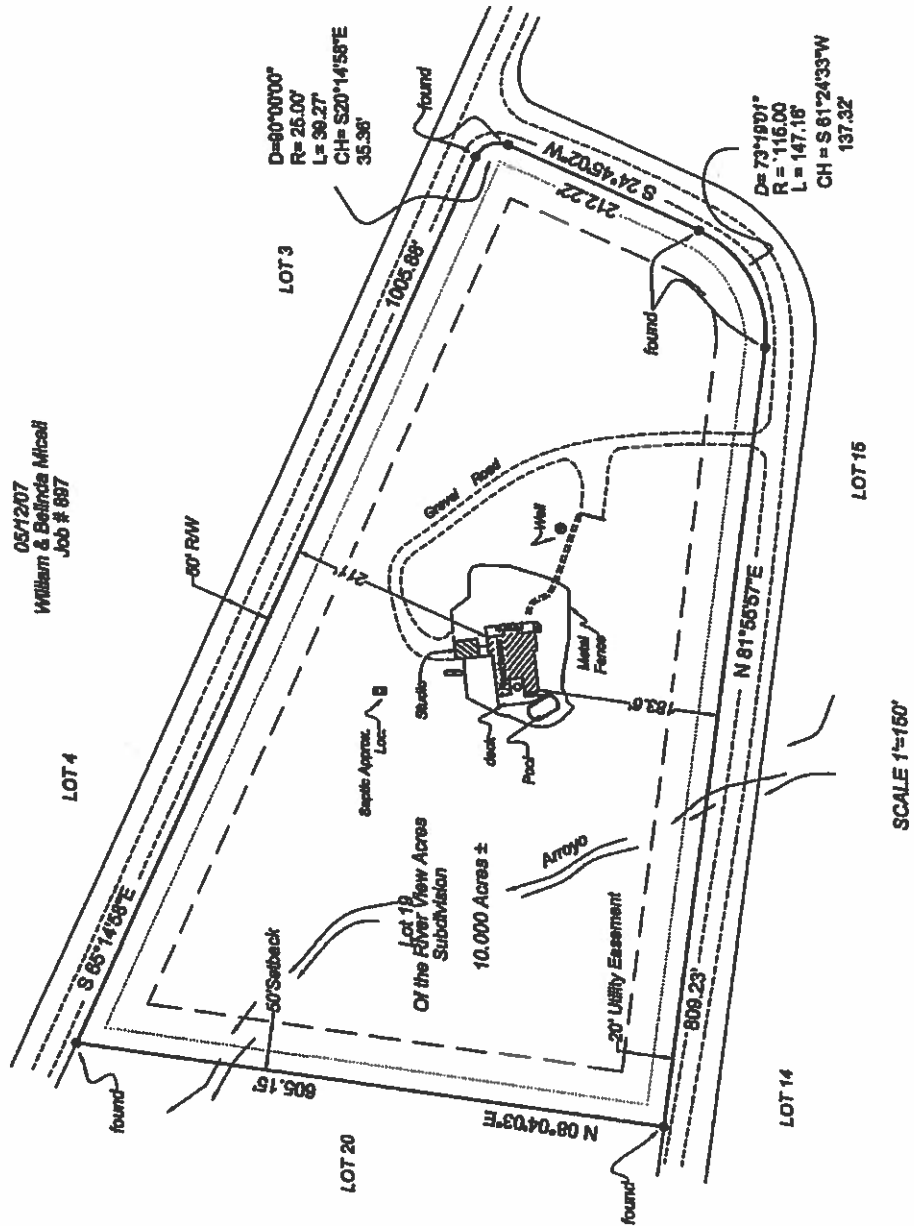 05/12/07
William & Belinda Miceli
Job # 897
D=90°00'00"
R= 25.00'
L= 39.27'
CH= S20°14'58"E
35.36'
found
LOT 3
LOT 4
50' R/W
1005.88'
S 65°14'58"E
S 24°45'02"W
212.22'
D= 73°19'01"
R = 115.00
L = 147.16'
CH = S 61°24'33"W
137.32'
found
Gravel Road
211'
Well
Studio
Septic Approx.
Loc.
deck
Pool
Metal
Fence
183.6'
Lot 19
Of the River View Acres
Subdivision
10.000 Acres ±
Arroyo
50'Setback
20' Utility Easement
found
605.15'
N 08°04'03"E
LOT 20
found
809.23'
N 81°55'57"E
LOT 14
LOT 15
SCALE 1"=150'